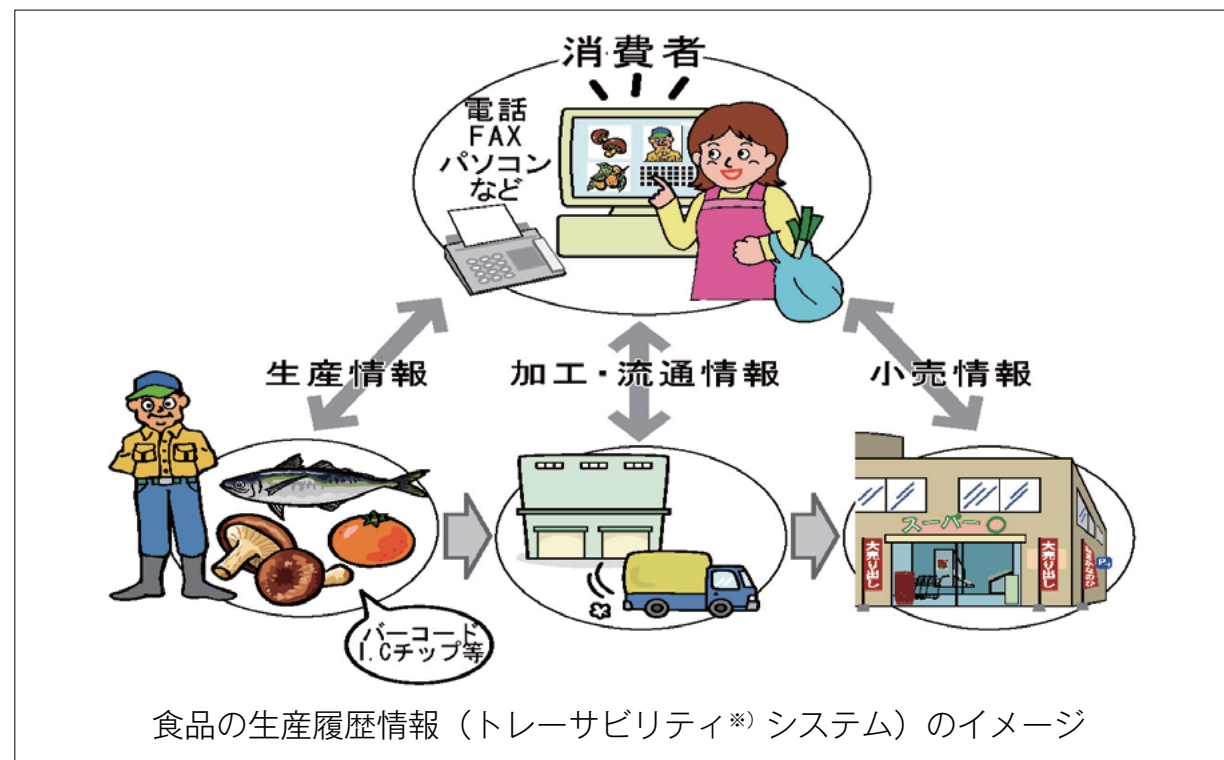 消費者
電話
FAX
パソコン
など
生産情報
加工・流通情報
小売情報
スーパー
大売り出し
大売り出し
P
バーコード
I.Cチップ等
食品の生産履歴情報(トレーサビリティ※)システム)のイメージ